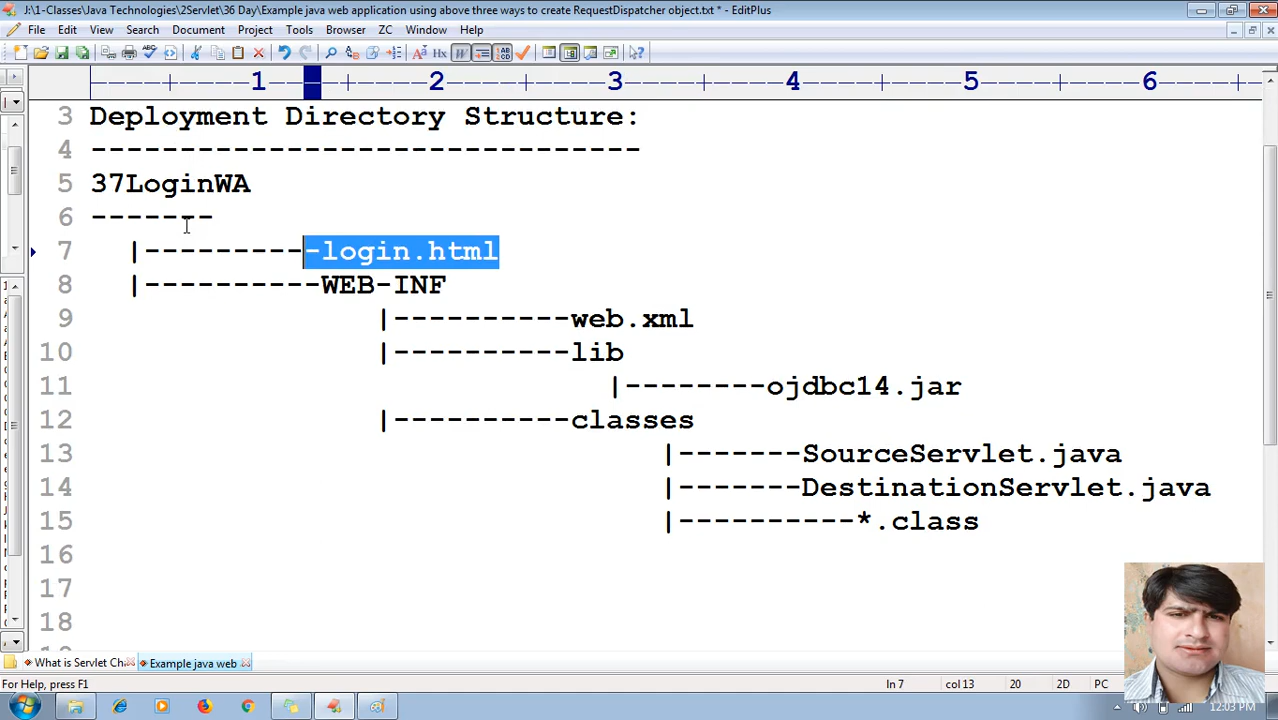 J:\1-Classes\Java Technologies\2Servlet\36 Day\Example java web application using above three ways to create RequestDispatcher object.txt * - EditPlus
File Edit View Search Document Project Tools Browser ZC Window Help
----+----1----+----2----+----3----+----4----+----5----+----6----+
3 Deployment Directory Structure:
4 -------------------------------
5 37LoginWA
6 -------
7 |----------login.html
8 |----------WEB-INF
9 |----------web.xml
10 |----------lib
11 |--------ojdbc14.jar
12 |----------classes
13 |-------SourceServlet.java
14 |-------DestinationServlet.java
15 |----------*.class
16
17
18
What is Servlet Ch Example java web
For Help, press F1 ln 7 col 13 20 2D PC
12:03 PM